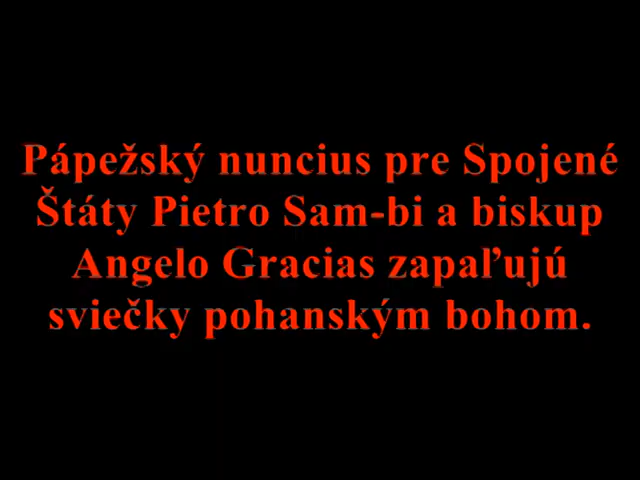 Pápežský nuncius pre Spojené
Štáty Pietro Sam-bi a biskup
Angelo Gracias zapaľujú
sviečky pohanským bohom.